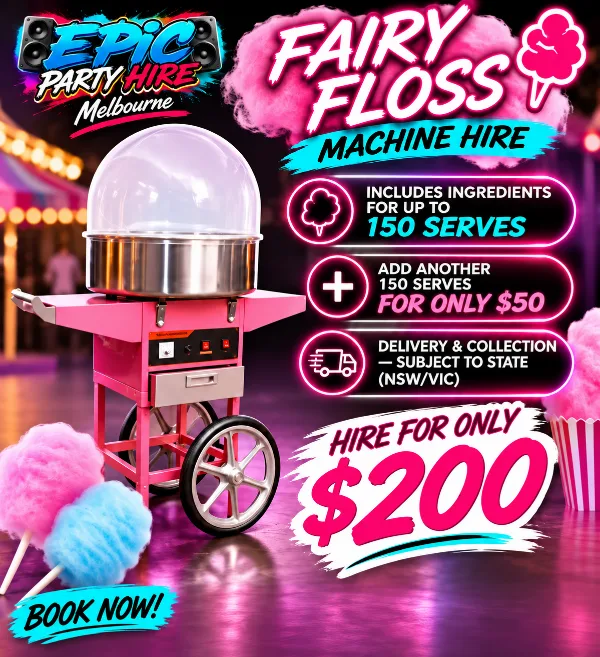 EPIC
PARTY HIRE
Melbourne
FAIRY
FLOSS
MACHINE HIRE
INCLUDES INGREDIENTS
FOR UP TO
150 SERVES
ADD ANOTHER
150 SERVES
FOR ONLY $50
DELIVERY & COLLECTION
— SUBJECT TO STATE
(NSW/VIC)
HIRE FOR ONLY
$200
BOOK NOW!